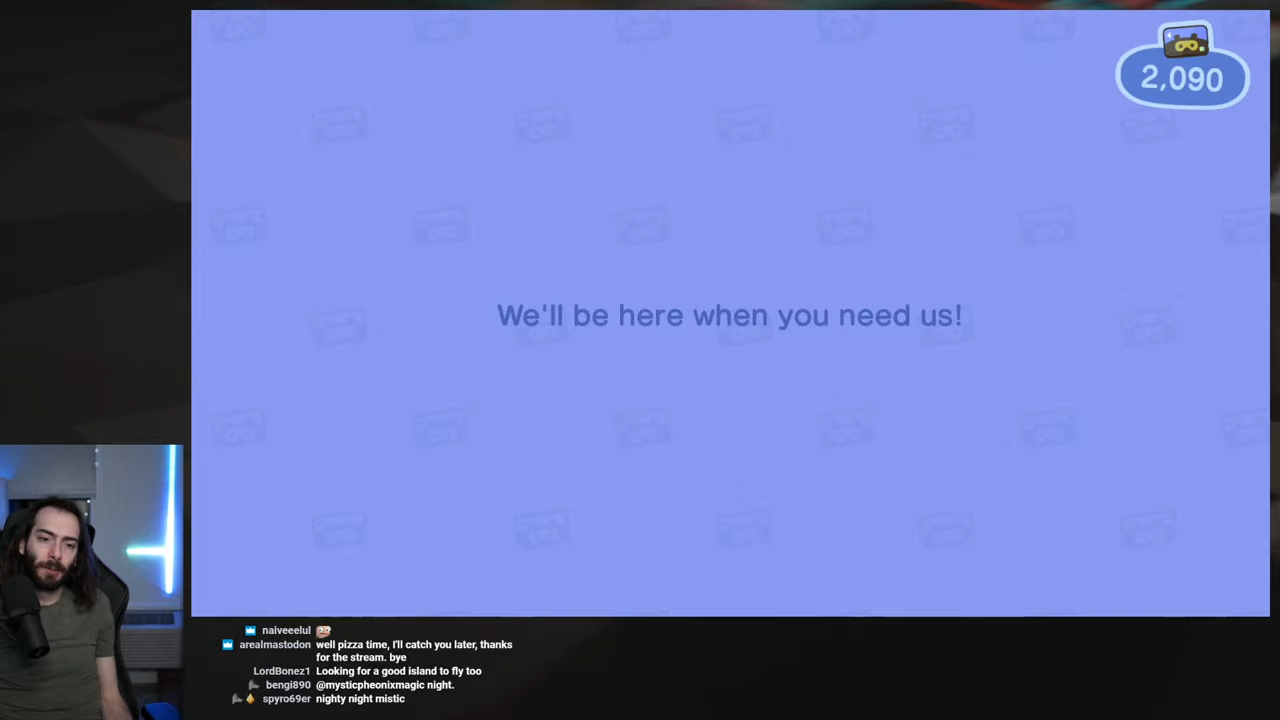 2,090
We'll be here when you need us!
naiveeelul
arealmastodon well pizza time, I'll catch you later, thanks
for the stream. bye
LordBonez1 Looking for a good island to fly too
bengi890 @mysticpheonixmagic night.
spyro69er nighty night mistic